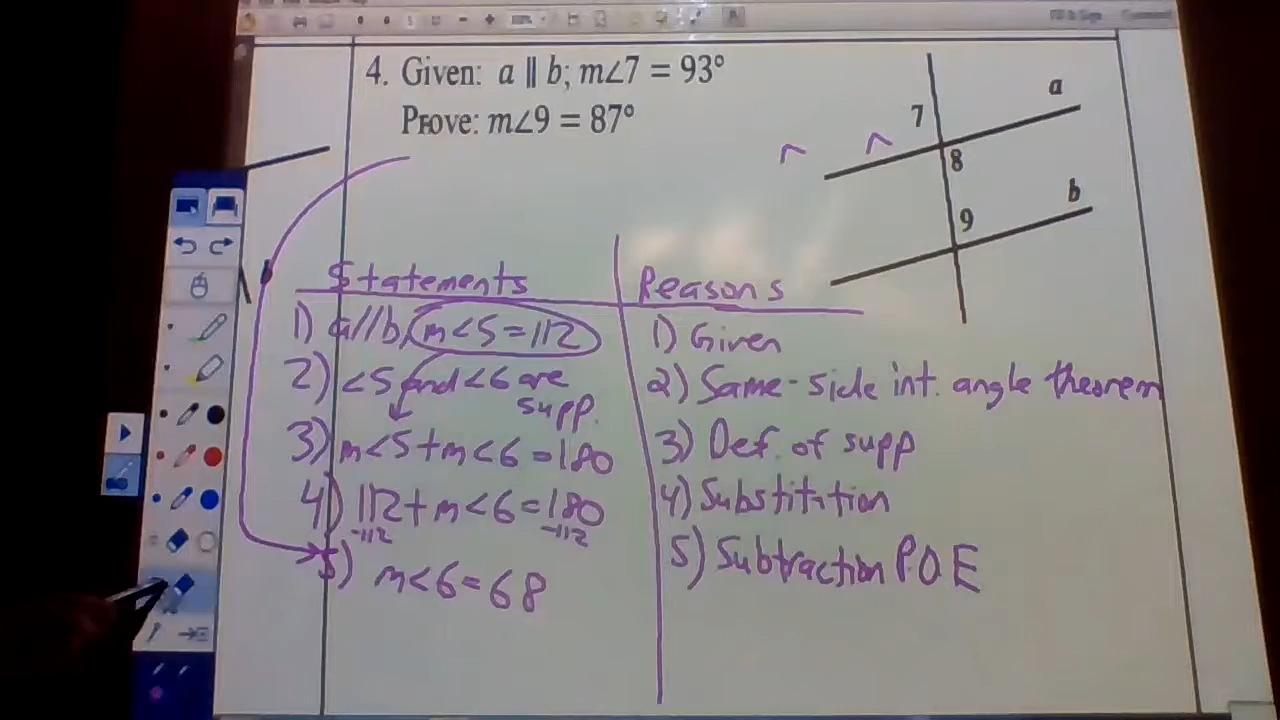 4. Given: a ∥ b; m∠7 = 93°
Prove: m∠9 = 87°
a
7
8
b
9
Statements
Reasons
1) a//b, m<5=112
1) Given
2) <5 and <6 are
supp.
2) Same-side int. angle theorem
3) m<5+m<6=180
3) Def. of supp
4) 112+m<6=180
-112 -112
4) Substitution
5) m<6=68
5) Subtraction POE